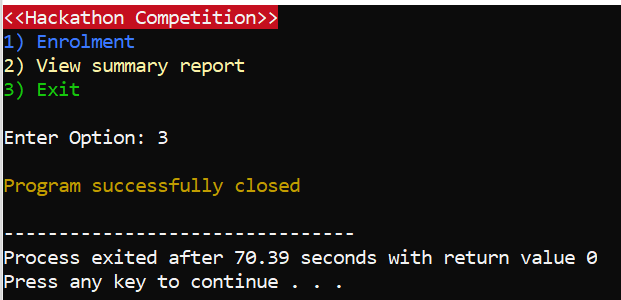 <<Hackathon Competition>>
1) Enrolment
2) View summary report
3) Exit
Enter Option: 3
Program successfully closed
--------------------------------
Process exited after 70.39 seconds with return value 0
Press any key to continue . . .